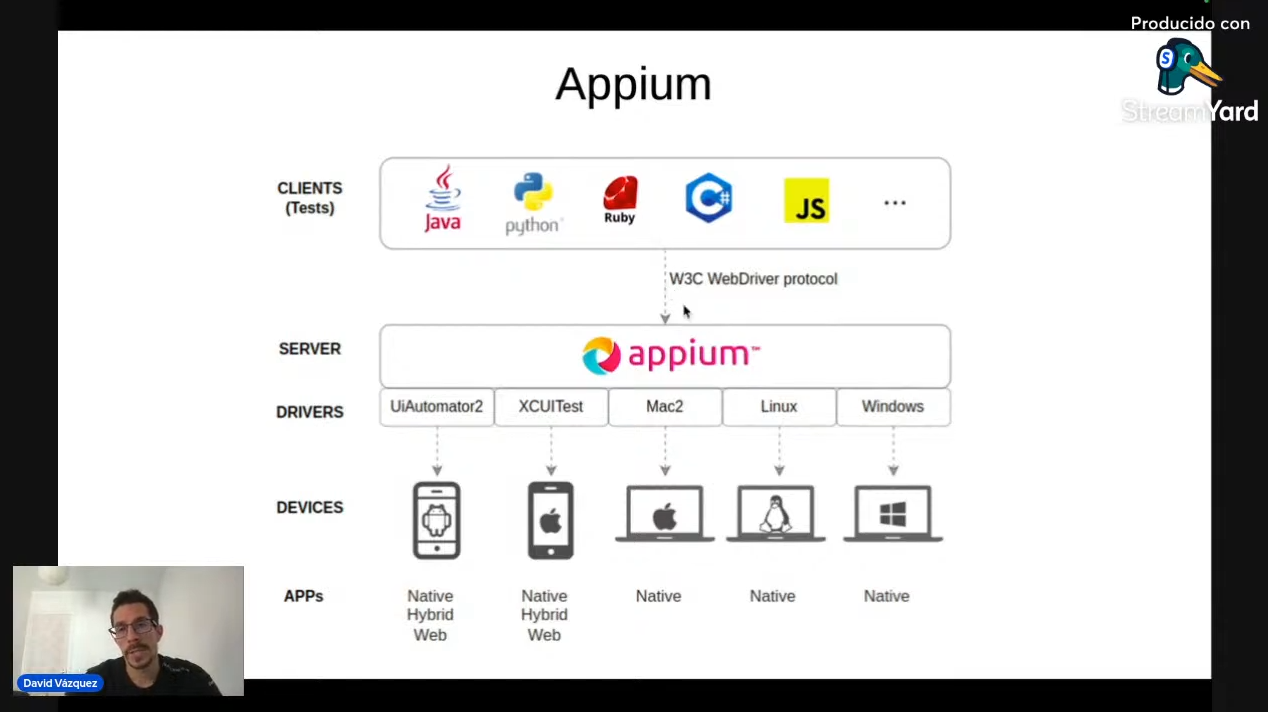 Producido con
StreamYard
Appium
CLIENTS
(Tests)
Java
python
Ruby
C#
JS
...
W3C WebDriver protocol
SERVER
appium™
DRIVERS
UiAutomator2
XCUITest
Mac2
Linux
Windows
DEVICES
APPs
Native
Hybrid
Web
Native
Hybrid
Web
Native
Native
Native
David Vázquez